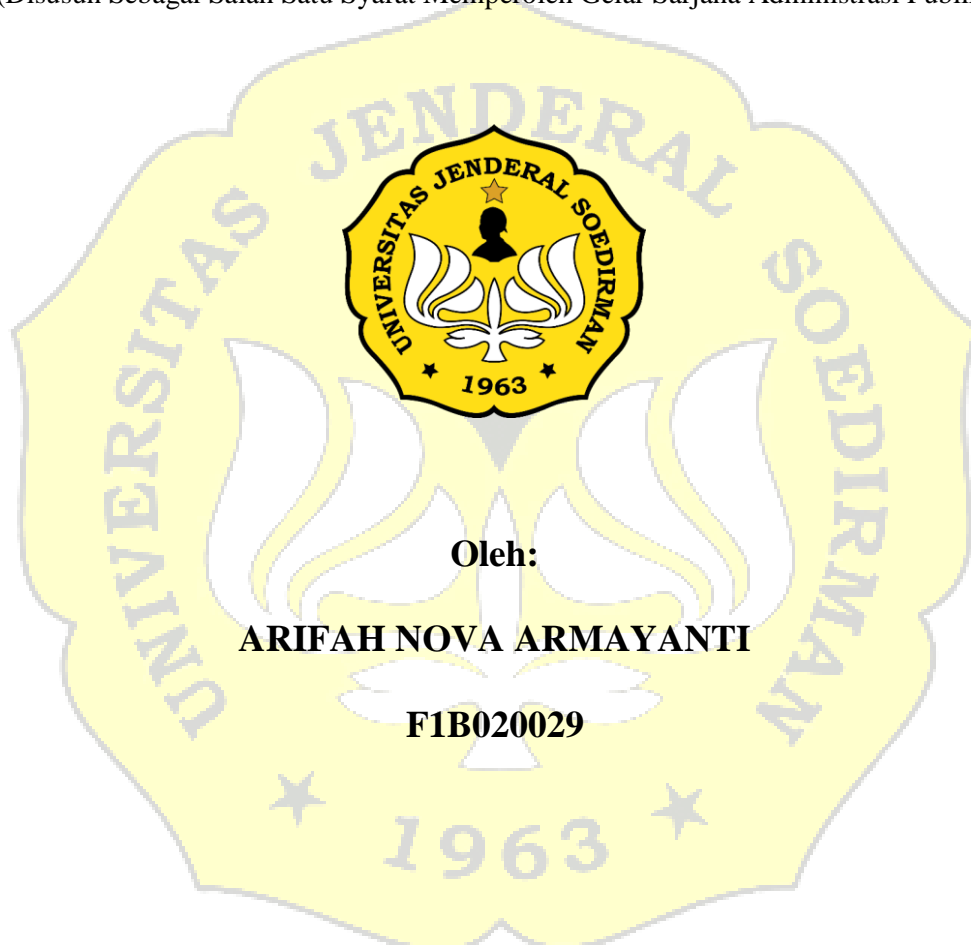 (Disusun Sebagai Salah Satu Syarat Memperoleh Gelar Sarjana Administrasi
UNIVERSITAS JENDERAL SOEDIRMAN
1963
UNIVERSITAS JENDERAL SOEDIRMAN
1963
Oleh:
ARIFAH NOVA ARMAYANTI
F1B020029